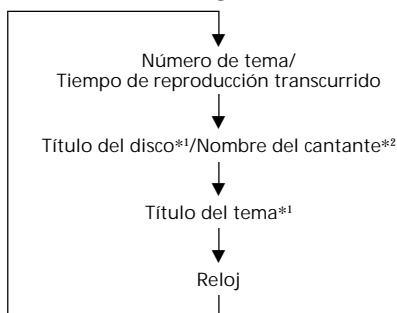 Número de tema/
Tiempo de reproducción transcurrido
Título del disco*¹/Nombre del cantante*²
Título del tema*¹
Reloj